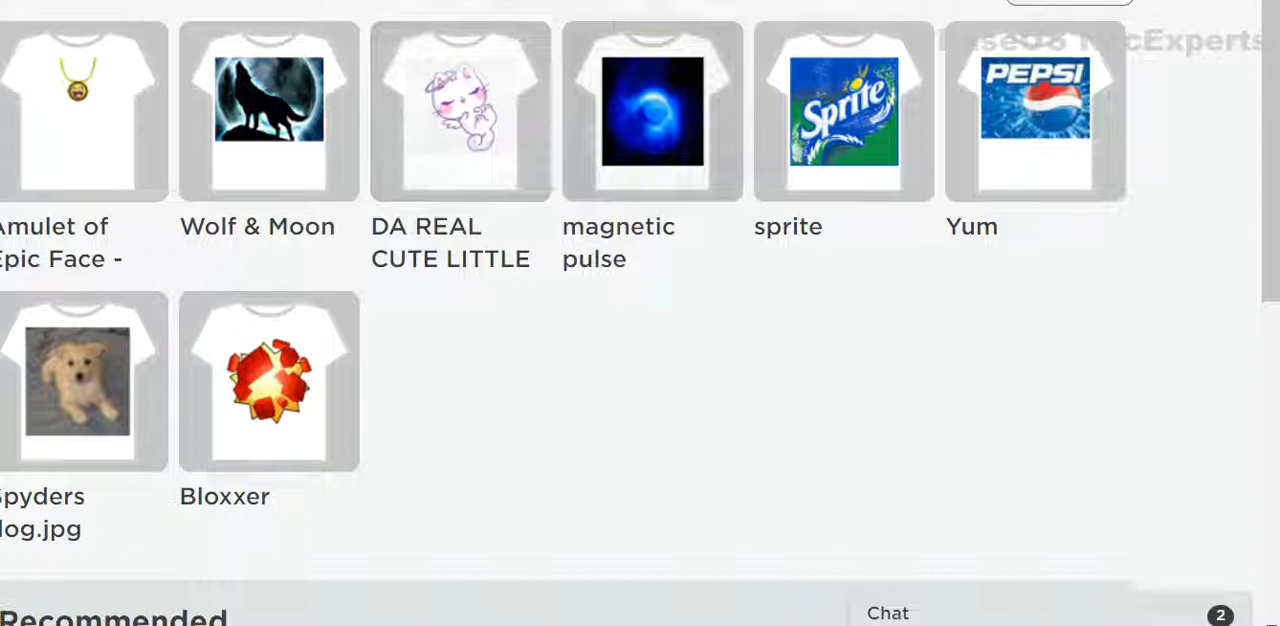 cExperts
Sprite
PEPSI
Amulet of
Epic Face -
Wolf & Moon
DA REAL
CUTE LITTLE
magnetic
pulse
sprite
Yum
Spyders
dog.jpg
Bloxxer
Recommended
Chat
2